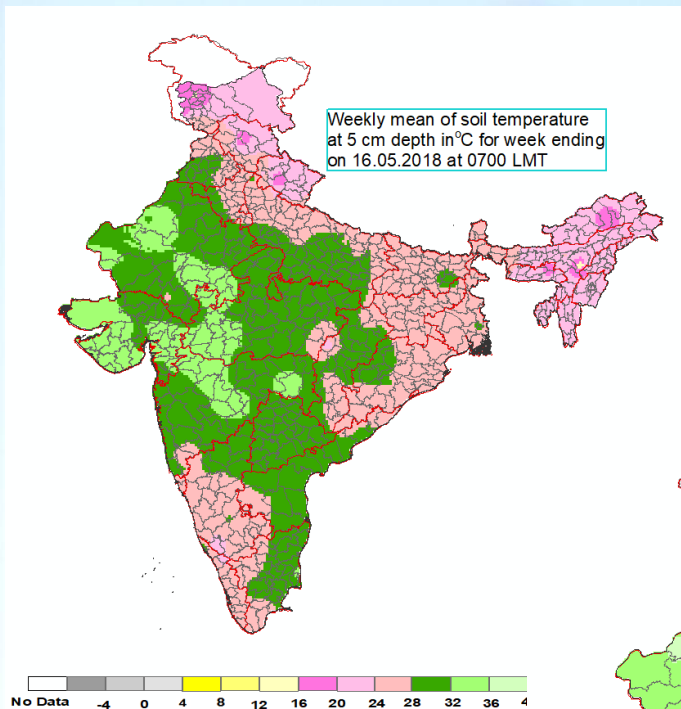 Weekly mean of soil temperature
at 5 cm depth in°C for week ending
on 16.05.2018 at 0700 LMT
No Data -4 0 4 8 12 16 20 24 28 32 36 4